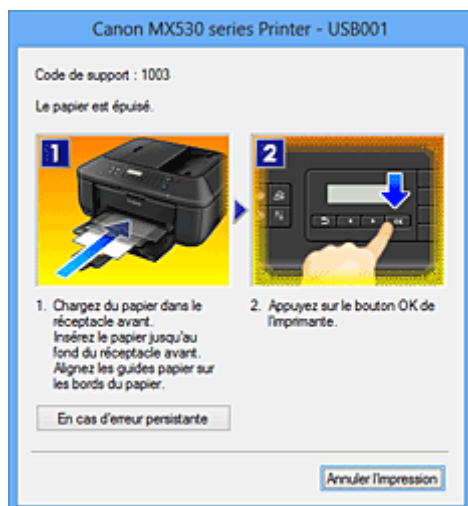 Canon MX530 series Printer - USB001
Code de support : 1003
Le papier est épuisé.
1
2
1. Chargez du papier dans le
réceptacle avant.
Insérez le papier jusqu'au
fond du réceptacle avant.
Alignez les guides papier sur
les bords du papier.
2. Appuyez sur le bouton OK de
l'imprimante.
En cas d'erreur persistante
Annuler l'impression